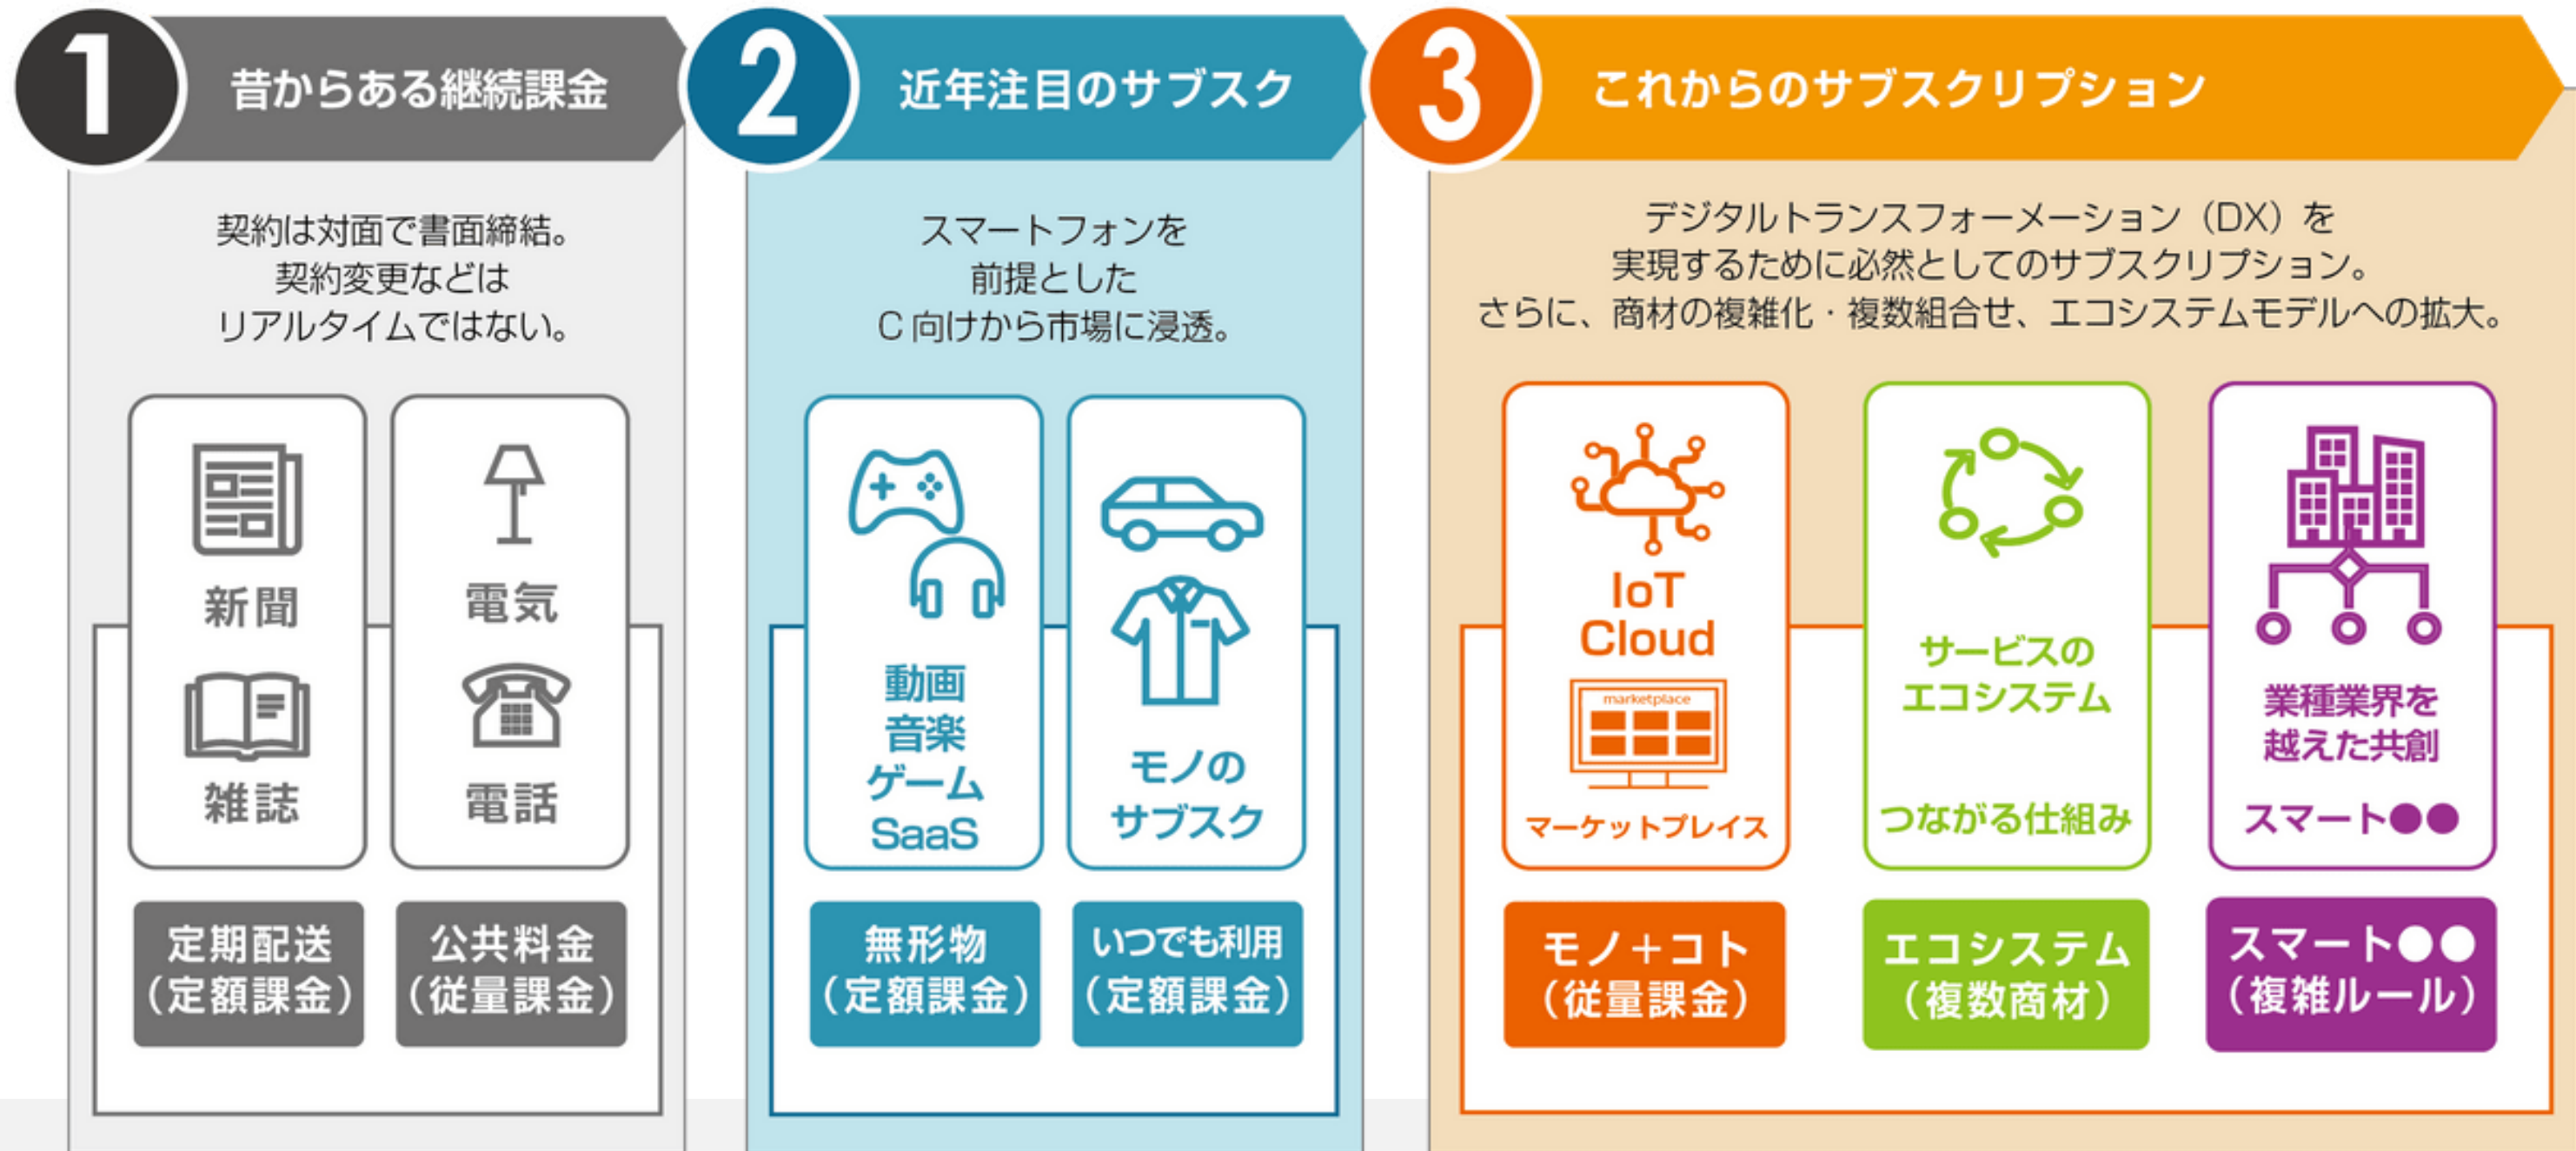 1
昔からある継続課金
契約は対面で書面締結。
契約変更などは
リアルタイムではない。
新聞
雑誌
電気
電話
定期配送
（定額課金）
公共料金
（従量課金）
2
近年注目のサブスク
スマートフォンを
前提とした
C向けから市場に浸透。
動画
音楽
ゲーム
SaaS
モノの
サブスク
無形物
（定額課金）
いつでも利用
（定額課金）
3
これからのサブスクリプション
デジタルトランスフォーメーション（DX）を
実現するために必然としてのサブスクリプション。
さらに、商材の複雑化・複数組合せ、エコシステムモデルへの拡大。
IoT
Cloud
marketplace
マーケットプレイス
サービスの
エコシステム
つながる仕組み
業種業界を
越えた共創
スマート●●
モノ＋コト
（従量課金）
エコシステム
（複数商材）
スマート●●
（複雑ルール）